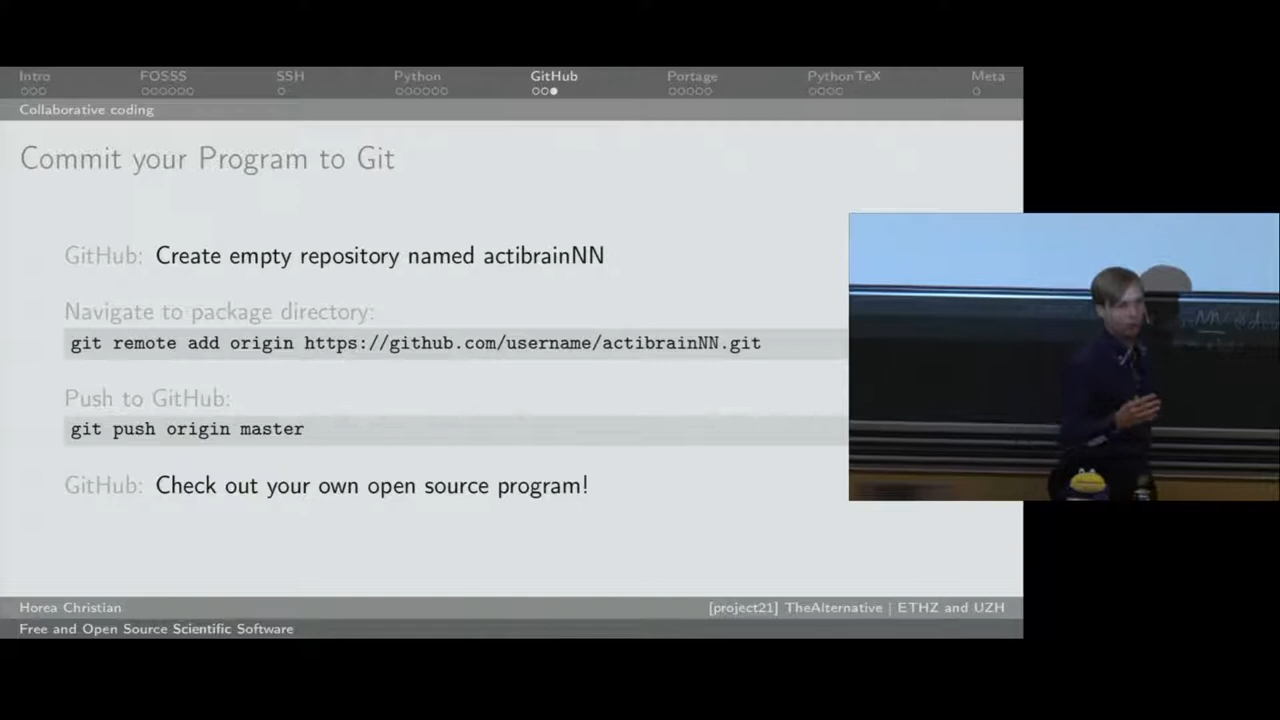 Intro FOSSS SSH Python GitHub Portage PythonTeX Meta
Collaborative coding
Commit your Program to Git
GitHub: Create empty repository named actibrainNN
Navigate to package directory:
git remote add origin https://github.com/username/actibrainNN.git
Push to GitHub:
git push origin master
GitHub: Check out your own open source program!
Horea Christian [project21] TheAlternative | ETHZ and UZH
Free and Open Source Scientific Software